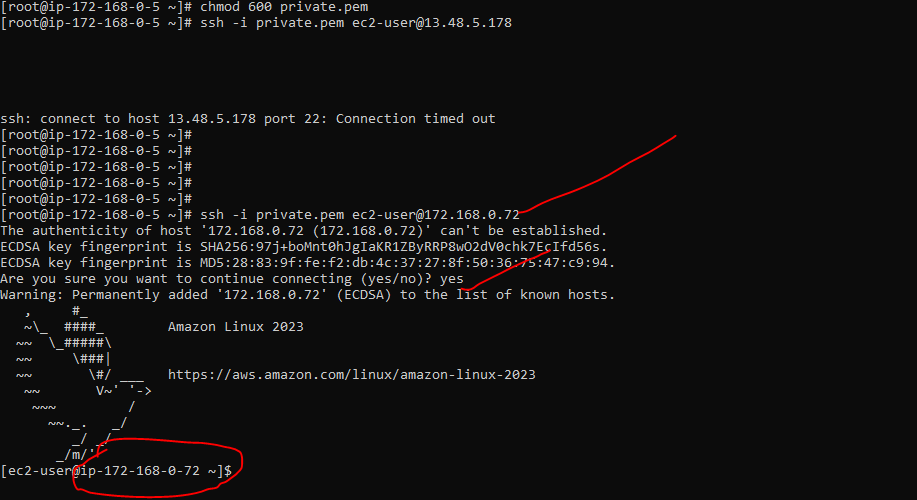 [root@ip-172-168-0-5 ~]# chmod 600 private.pem
[root@ip-172-168-0-5 ~]# ssh -i private.pem ec2-user@13.48.5.178
ssh: connect to host 13.48.5.178 port 22: Connection timed out
[root@ip-172-168-0-5 ~]#
[root@ip-172-168-0-5 ~]#
[root@ip-172-168-0-5 ~]#
[root@ip-172-168-0-5 ~]#
[root@ip-172-168-0-5 ~]#
[root@ip-172-168-0-5 ~]# ssh -i private.pem ec2-user@172.168.0.72
The authenticity of host '172.168.0.72 (172.168.0.72)' can't be established.
ECDSA key fingerprint is SHA256:97j+boMnt0hJgIaKR1ZByRRP8wO2dV0chk7EcIfd56s.
ECDSA key fingerprint is MD5:28:83:9f:fe:f2:db:4c:37:27:8f:50:36:75:47:c9:94.
Are you sure you want to continue connecting (yes/no)? yes
Warning: Permanently added '172.168.0.72' (ECDSA) to the list of known hosts.
   ,     #_
   ~\_  ####_        Amazon Linux 2023
  ~~  \_#####\
  ~~     \###|
  ~~       \#/ ___   https://aws.amazon.com/linux/amazon-linux-2023
   ~~       V~' '->
    ~~~         /
      ~~._.   _/
         _/ _/
       _/m/'
[ec2-user@ip-172-168-0-72 ~]$